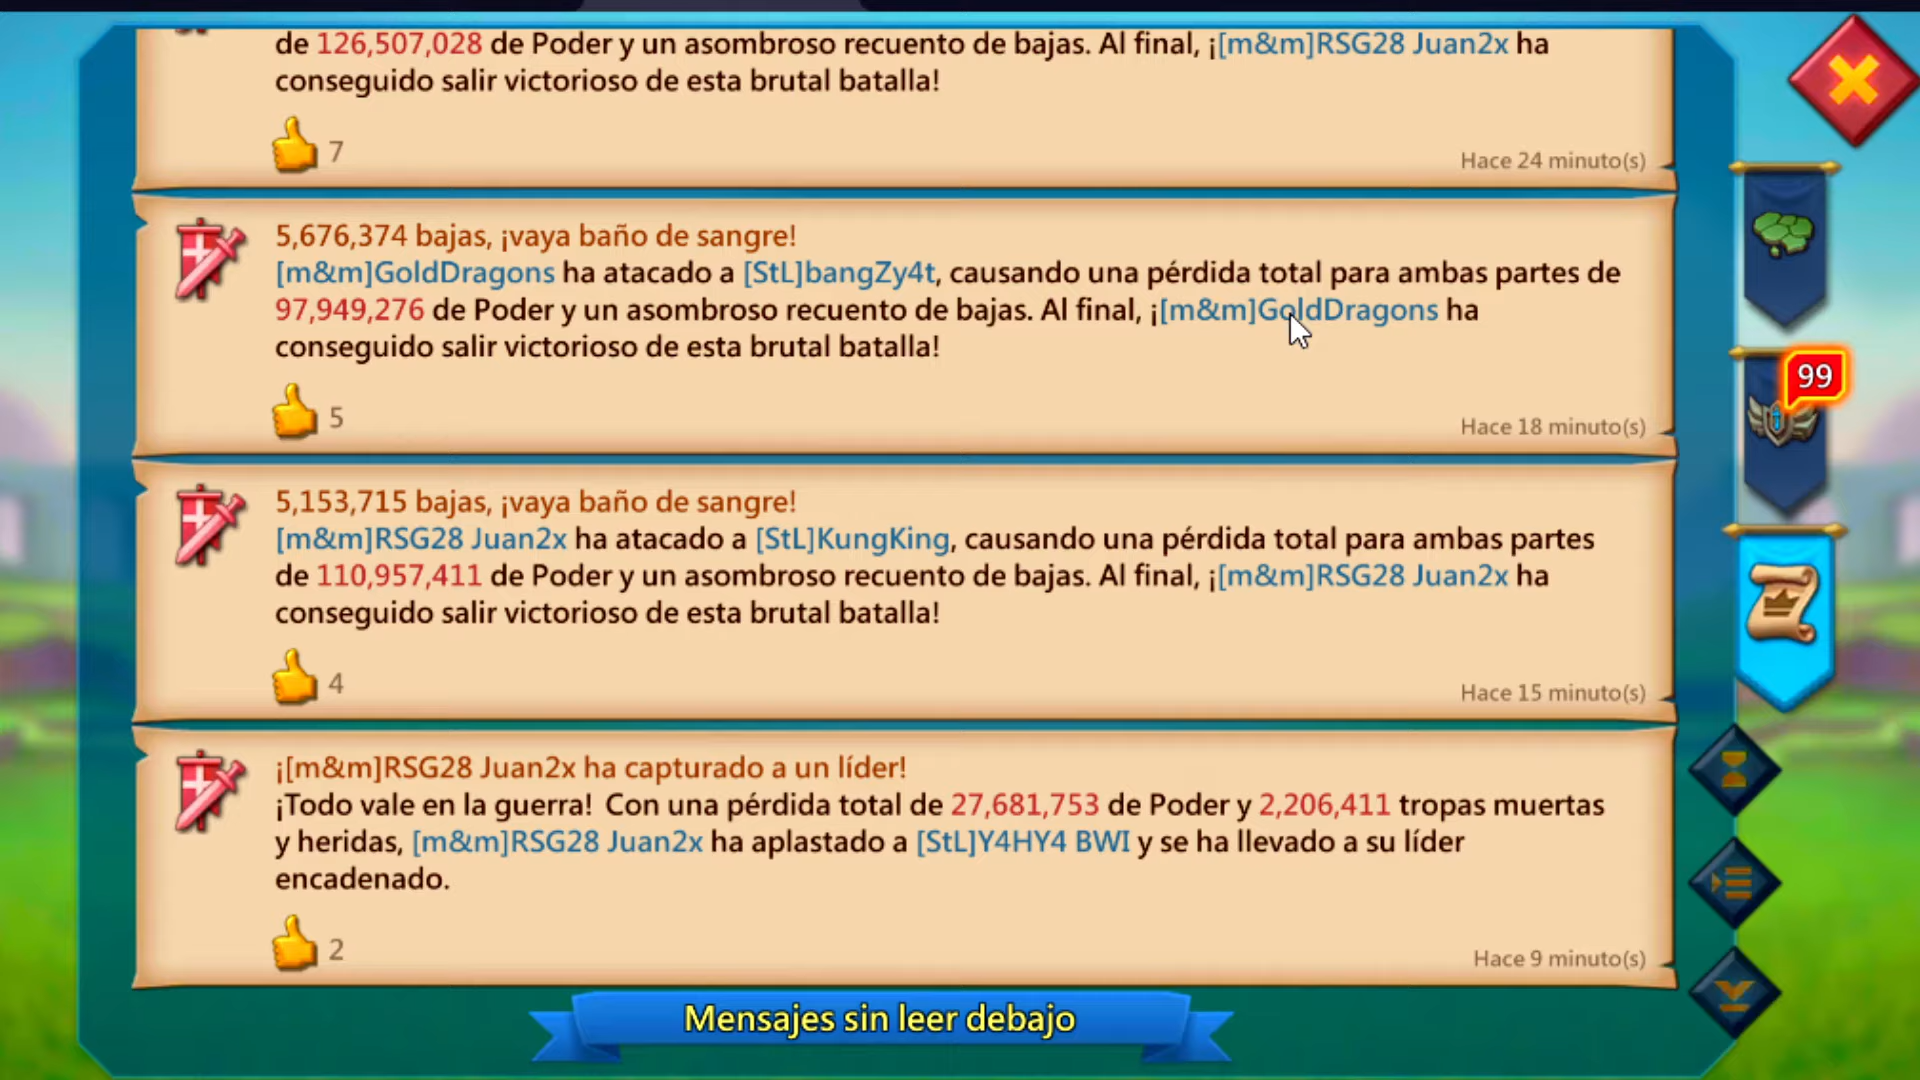 de 126,507,028 de Poder y un asombroso recuento de bajas. Al final, ¡[m&m]RSG28 Juan2x ha
conseguido salir victorioso de esta brutal batalla!
7
Hace 24 minuto(s)
5,676,374 bajas, ¡vaya baño de sangre!
[m&m]GoldDragons ha atacado a [StL]bangZy4t, causando una pérdida total para ambas partes de
97,949,276 de Poder y un asombroso recuento de bajas. Al final, ¡[m&m]GoldDragons ha
conseguido salir victorioso de esta brutal batalla!
5
Hace 18 minuto(s)
99
5,153,715 bajas, ¡vaya baño de sangre!
[m&m]RSG28 Juan2x ha atacado a [StL]KungKing, causando una pérdida total para ambas partes
de 110,957,411 de Poder y un asombroso recuento de bajas. Al final, ¡[m&m]RSG28 Juan2x ha
conseguido salir victorioso de esta brutal batalla!
4
Hace 15 minuto(s)
¡[m&m]RSG28 Juan2x ha capturado a un líder!
¡Todo vale en la guerra! Con una pérdida total de 27,681,753 de Poder y 2,206,411 tropas muertas
y heridas, [m&m]RSG28 Juan2x ha aplastado a [StL]Y4HY4 BWI y se ha llevado a su líder
encadenado.
2
Hace 9 minuto(s)
Mensajes sin leer debajo